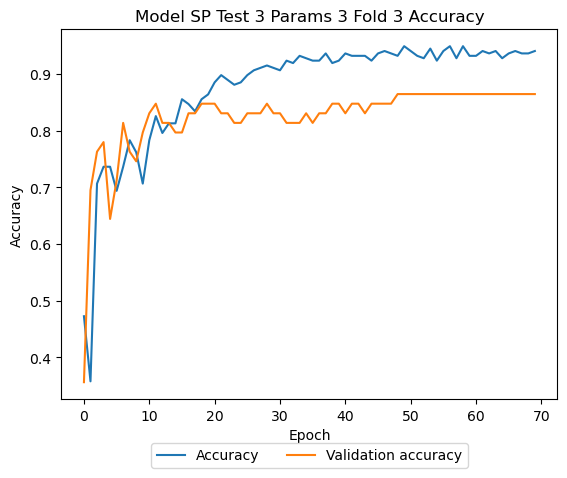 Model SP Test 3 Params 3 Fold 3 Accuracy
Accuracy
0.9
0.8
0.7
0.6
0.5
0.4
0 10 20 30 40 50 60 70
Epoch
Accuracy Validation accuracy